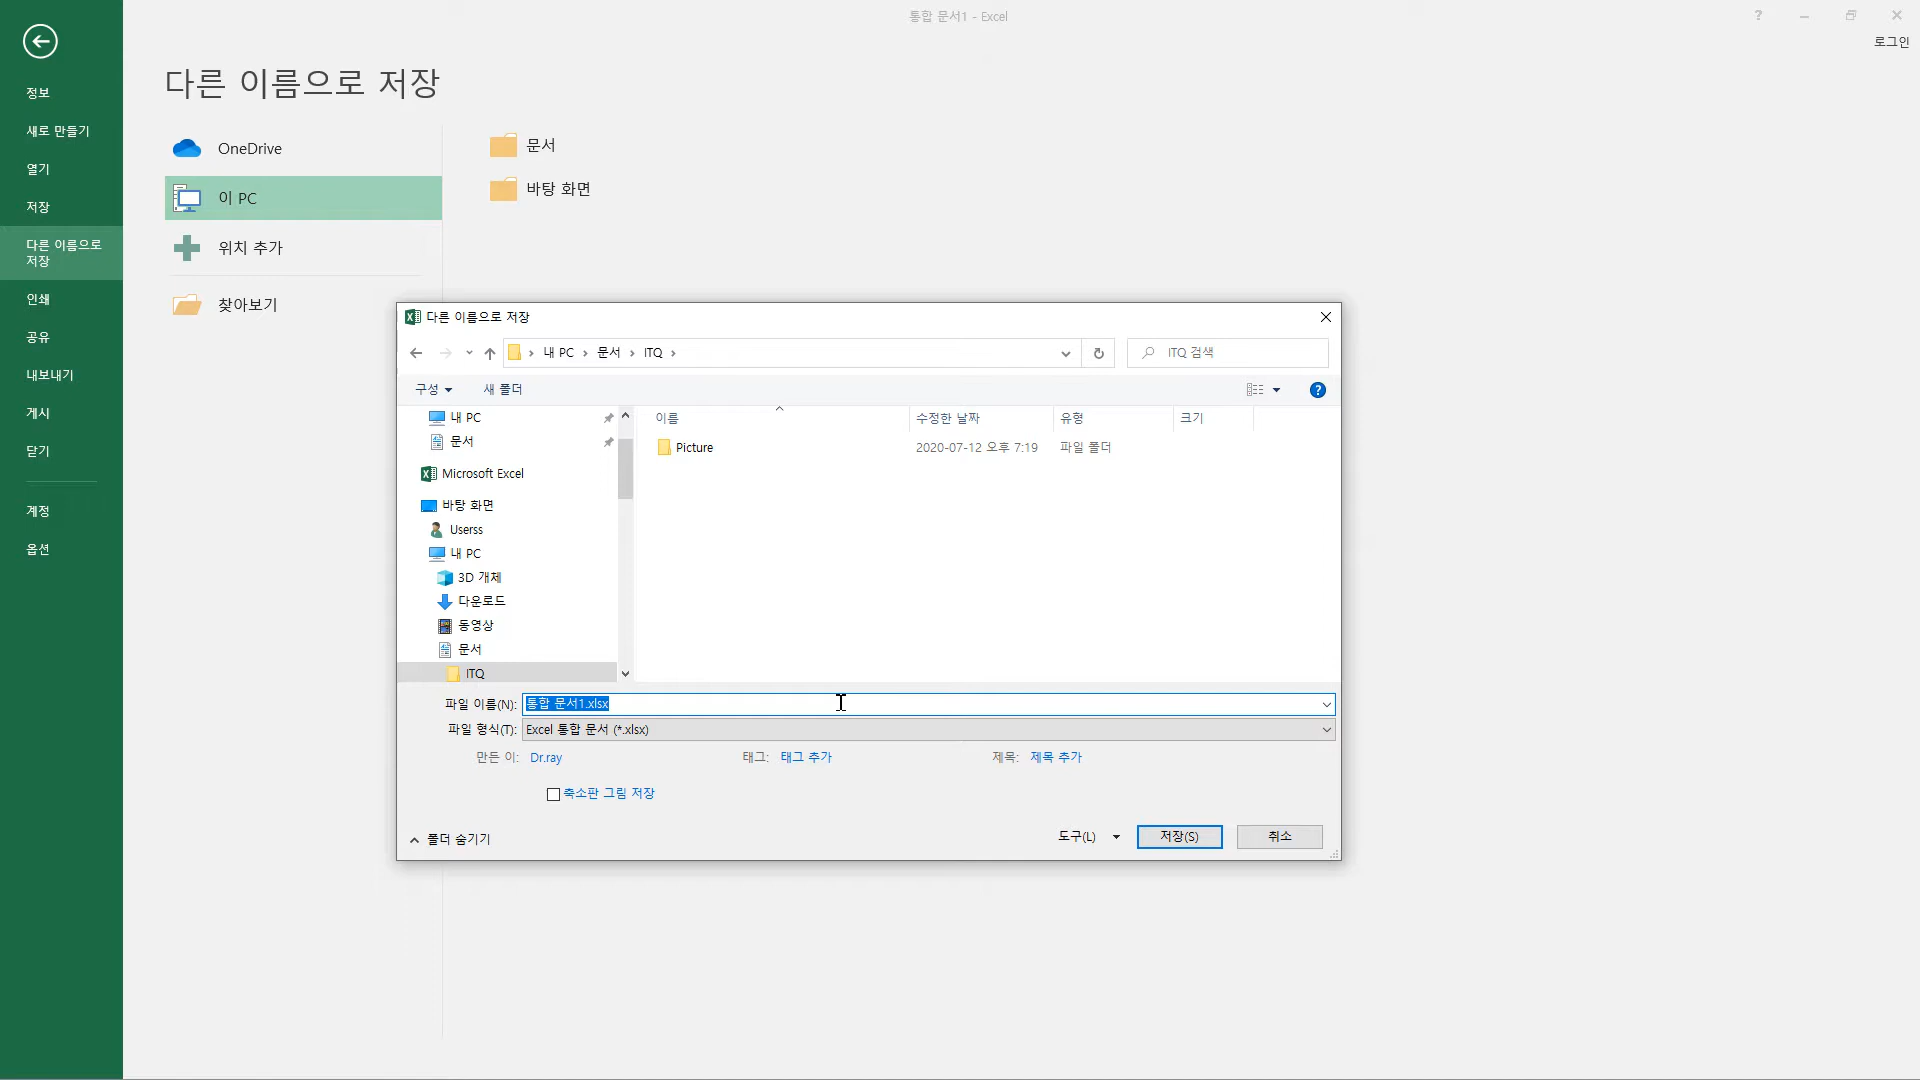 통합 문서1 - Excel
?
로그인
정보
새로 만들기
열기
저장
다른 이름으로
저장
인쇄
공유
내보내기
게시
닫기
계정
옵션
다른 이름으로 저장
OneDrive
이 PC
위치 추가
찾아보기
문서
바탕 화면
다른 이름으로 저장
내 PC › 문서 › ITQ ›
ITQ 검색
구성
새 폴더
?
내 PC
문서
Microsoft Excel
바탕 화면
Userss
내 PC
3D 개체
다운로드
동영상
문서
ITQ
이름 수정한 날짜 유형 크기
Picture 2020-07-12 오후 7:19 파일 폴더
파일 이름(N): 통합 문서1.xlsx
파일 형식(T): Excel 통합 문서 (*.xlsx)
만든 이: Dr.ray 태그: 태그 추가 제목: 제목 추가
축소판 그림 저장
폴더 숨기기
도구(L) 저장(S) 취소